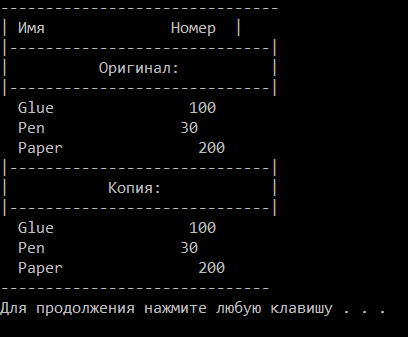 -------------------------------
| Имя              Номер  |
|-----------------------------|
|          Оригинал:          |
|-----------------------------|
  Glue               100
  Pen               30
  Paper               200
|-----------------------------|
|           Копия:            |
|-----------------------------|
  Glue               100
  Pen               30
  Paper               200
------------------------------
Для продолжения нажмите любую клавишу . . .